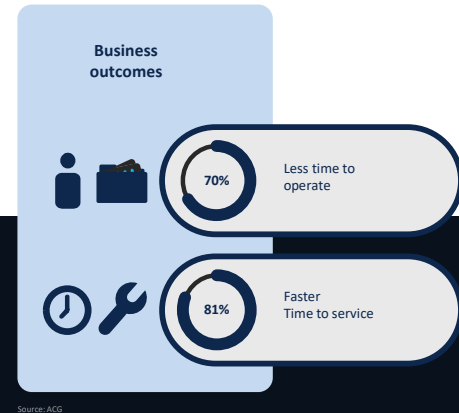 Business
outcomes
70%
Less time to
operate
81%
Faster
Time to service
Source: ACG